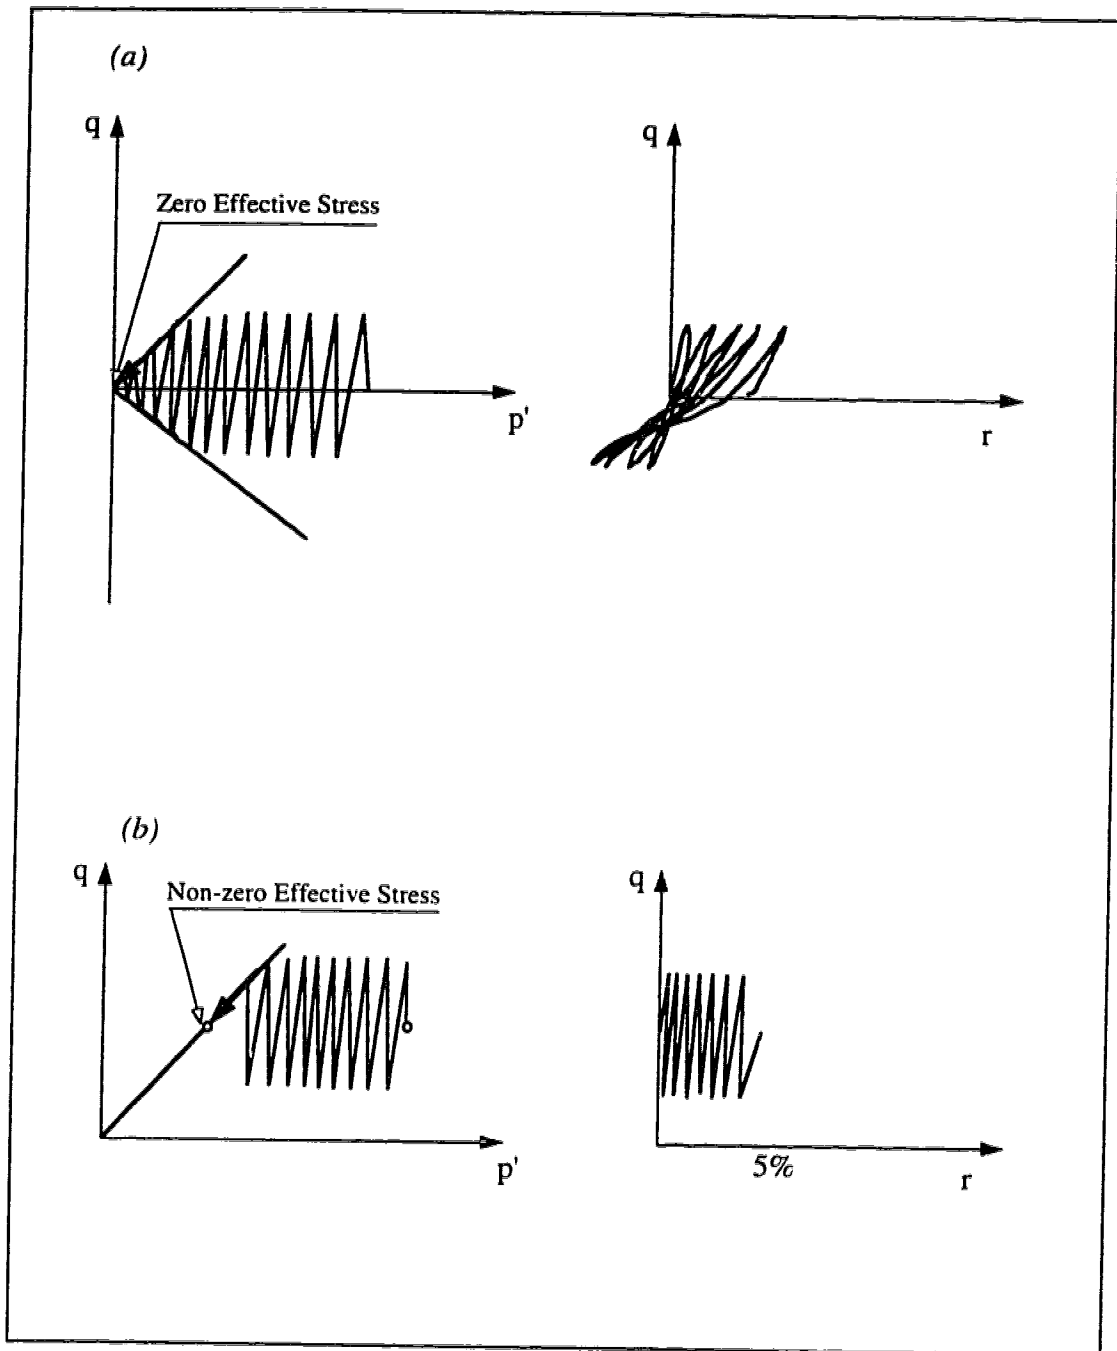 (a)
q
Zero Effective Stress
p'
q
r
(b)
q
Non-zero Effective Stress
p'
q
5%
r